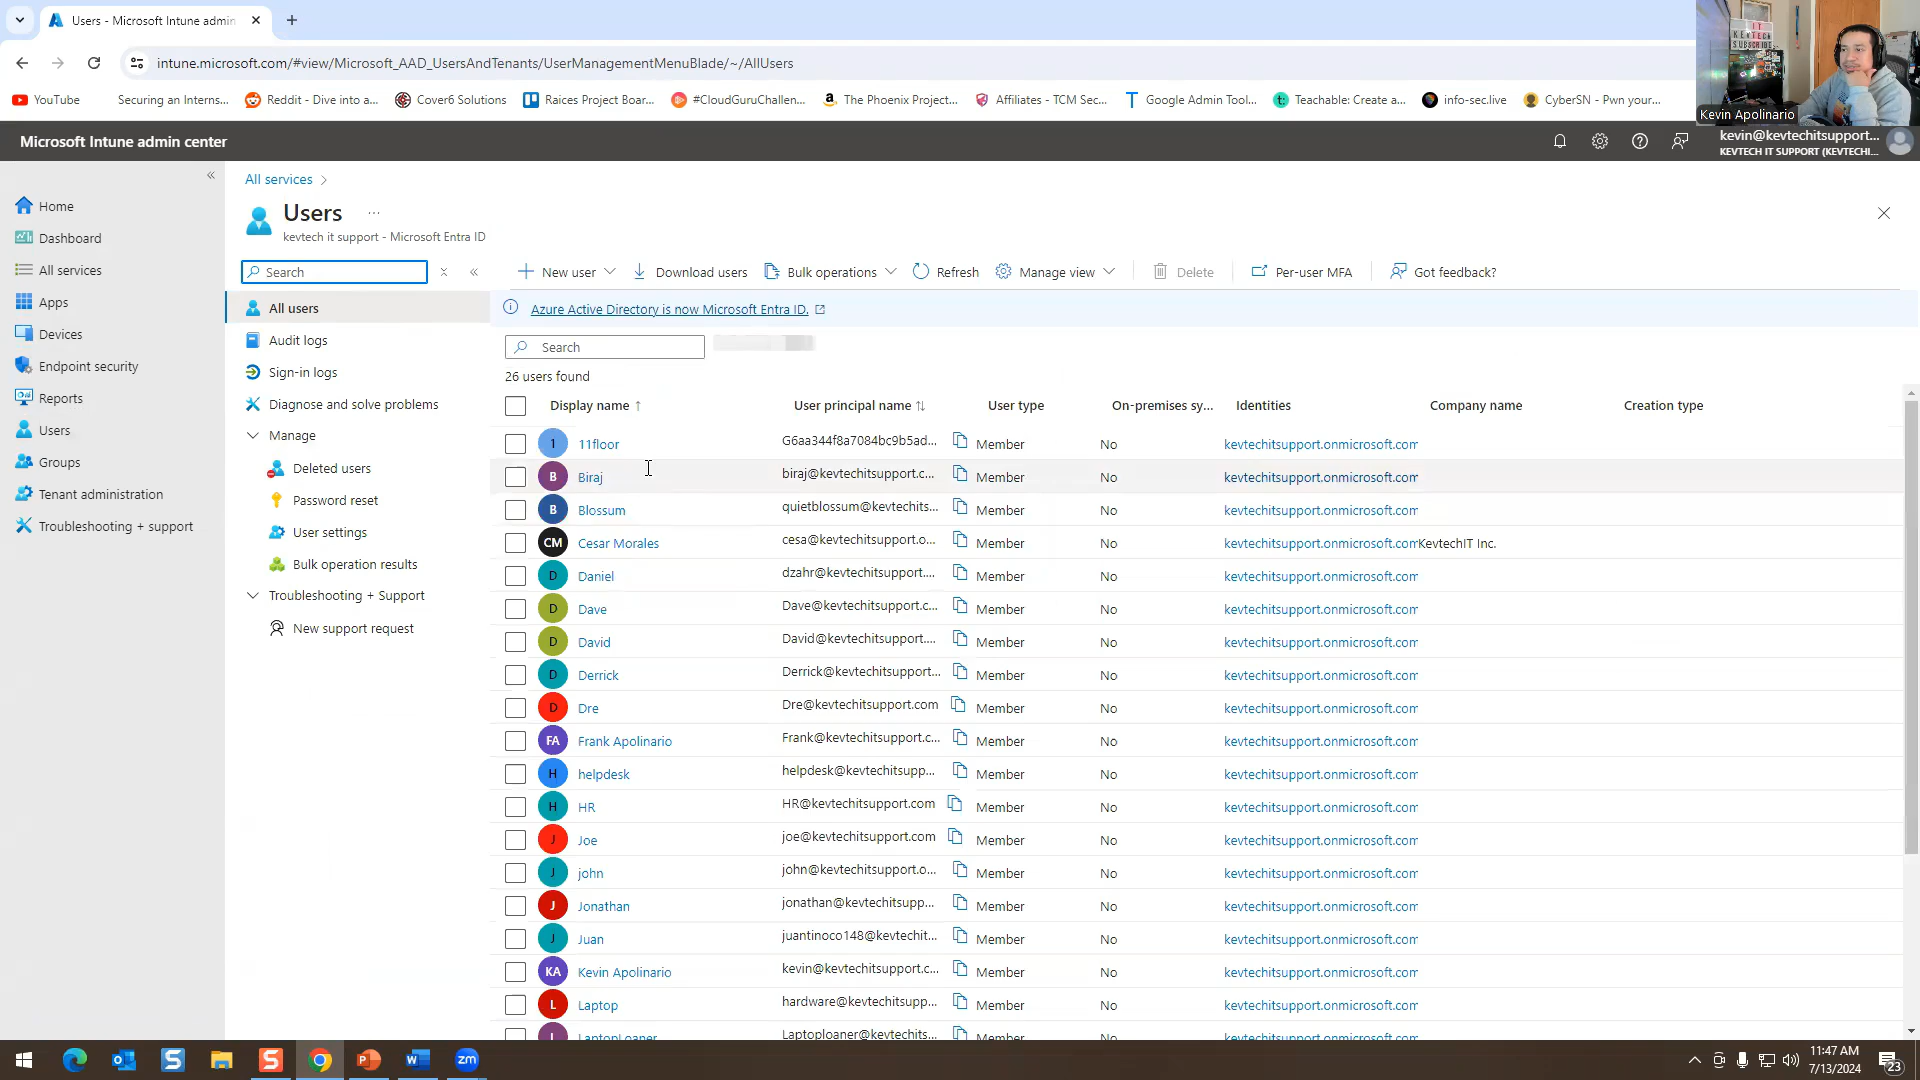 Users - Microsoft Intune admin
intune.microsoft.com/#view/Microsoft_AAD_UsersAndTenants/UserManagementMenuBlade/~/AllUsers
YouTube Securing an Interns... Reddit - Dive into a... Cover6 Solutions Raices Project Boar... #CloudGuruChallen... The Phoenix Project... Affiliates - TCM Sec... Google Admin Tool... Teachable: Create a... info-sec.live CyberSN - Pwn your...
IT
KEVTECH
SUBSCRIBE
Kevin Apolinario
Microsoft Intune admin center
kevin@kevtechitsupport...
KEVTECH IT SUPPORT (KEVTECHI...
Home
Dashboard
All services
Apps
Devices
Endpoint security
Reports
Users
Groups
Tenant administration
Troubleshooting + support
All services
Users ...
kevtech it support - Microsoft Entra ID
Search
All users
Audit logs
Sign-in logs
Diagnose and solve problems
Manage
Deleted users
Password reset
User settings
Bulk operation results
Troubleshooting + Support
New support request
New user Download users Bulk operations Refresh Manage view Delete Per-user MFA Got feedback?
Azure Active Directory is now Microsoft Entra ID.
Search
26 users found
Display name ↑ User principal name ↑↓ User type On-premises sy... Identities Company name Creation type
1 11floor G6aa344f8a7084bc9b5ad... Member No kevtechitsupport.onmicrosoft.com
B Biraj biraj@kevtechitsupport.c... Member No kevtechitsupport.onmicrosoft.com
B Blossum quietblossum@kevtechits... Member No kevtechitsupport.onmicrosoft.com
CM Cesar Morales cesa@kevtechitsupport.o... Member No kevtechitsupport.onmicrosoft.com KevtechIT Inc.
D Daniel dzahr@kevtechitsupport.... Member No kevtechitsupport.onmicrosoft.com
D Dave Dave@kevtechitsupport.c... Member No kevtechitsupport.onmicrosoft.com
D David David@kevtechitsupport.... Member No kevtechitsupport.onmicrosoft.com
D Derrick Derrick@kevtechitsupport... Member No kevtechitsupport.onmicrosoft.com
D Dre Dre@kevtechitsupport.com Member No kevtechitsupport.onmicrosoft.com
FA Frank Apolinario Frank@kevtechitsupport.c... Member No kevtechitsupport.onmicrosoft.com
H helpdesk helpdesk@kevtechitsupp... Member No kevtechitsupport.onmicrosoft.com
H HR HR@kevtechitsupport.com Member No kevtechitsupport.onmicrosoft.com
J Joe joe@kevtechitsupport.com Member No kevtechitsupport.onmicrosoft.com
J john john@kevtechitsupport.o... Member No kevtechitsupport.onmicrosoft.com
J Jonathan jonathan@kevtechitsupp... Member No kevtechitsupport.onmicrosoft.com
J Juan juantinoco148@kevtechit... Member No kevtechitsupport.onmicrosoft.com
KA Kevin Apolinario kevin@kevtechitsupport.c... Member No kevtechitsupport.onmicrosoft.com
L Laptop hardware@kevtechitsupp... Member No kevtechitsupport.onmicrosoft.com
L LaptopLoaner Laptoploaner@kevtechits... Member No kevtechitsupport.onmicrosoft.com
zm
11:47 AM
7/13/2024
23